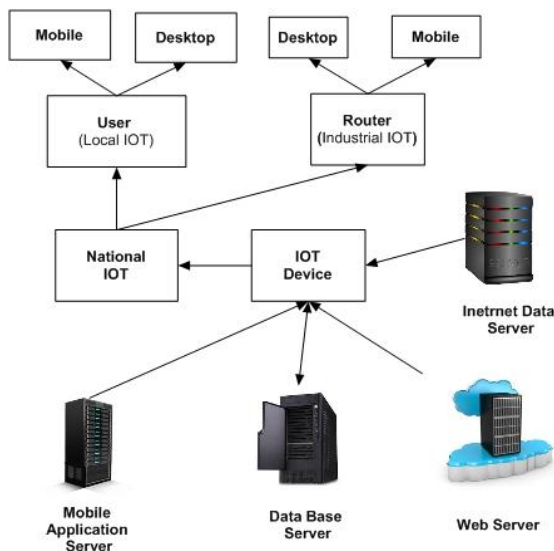 Mobile
Desktop
Desktop
Mobile
User
(Local IOT)
Router
(Industrial IOT)
National
IOT
IOT
Device
Inetrnet Data
Server
Mobile
Application
Server
Data Base
Server
Web Server